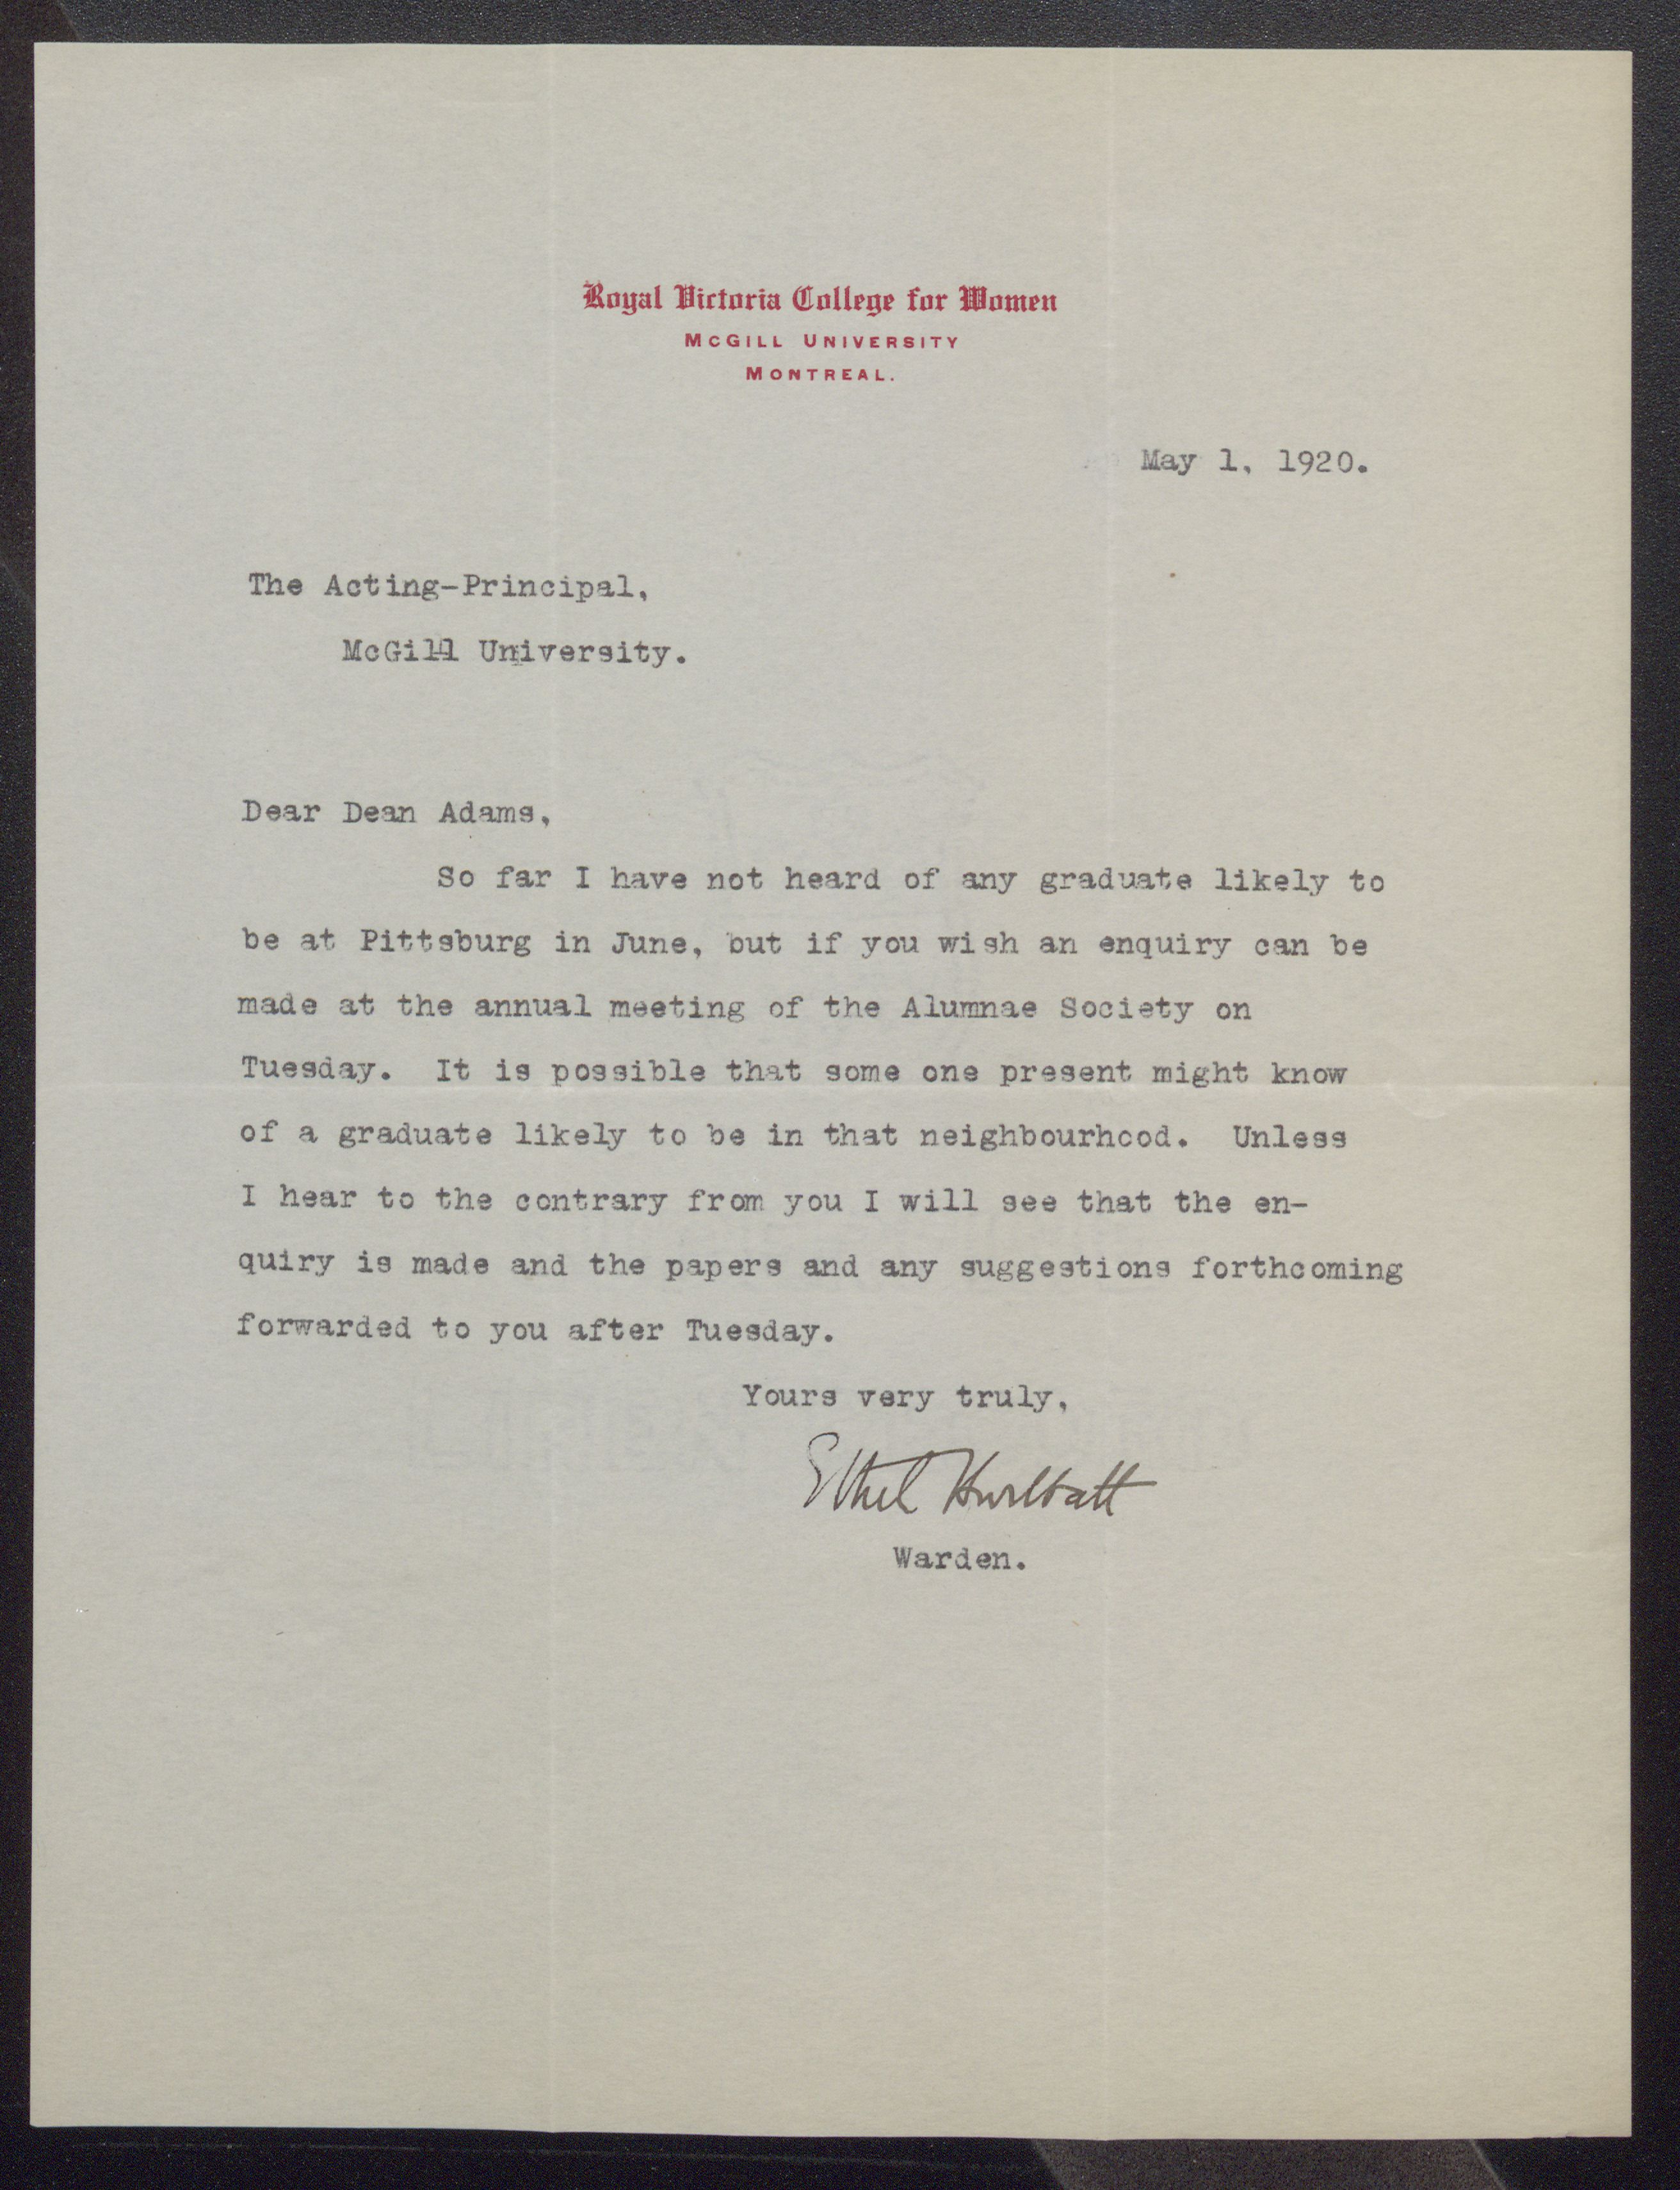 Royal Victoria College for Women
McGill University
Montreal.
May 1, 1920.
The Acting-Principal,
McGill University.
Dear Dean Adams,
So far I have not heard of any graduate likely to
be at Pittsburg in June, but if you wish an enquiry can be
made at the annual meeting of the Alumnae Society on
Tuesday. It is possible that some one present might know
of a graduate likely to be in that neighbourhood. Unless
I hear to the contrary from you I will see that the en-
quiry is made and the papers and any suggestions forthcoming
forwarded to you after Tuesday.
Yours very truly,
Ethel Hurlbatt
Warden.